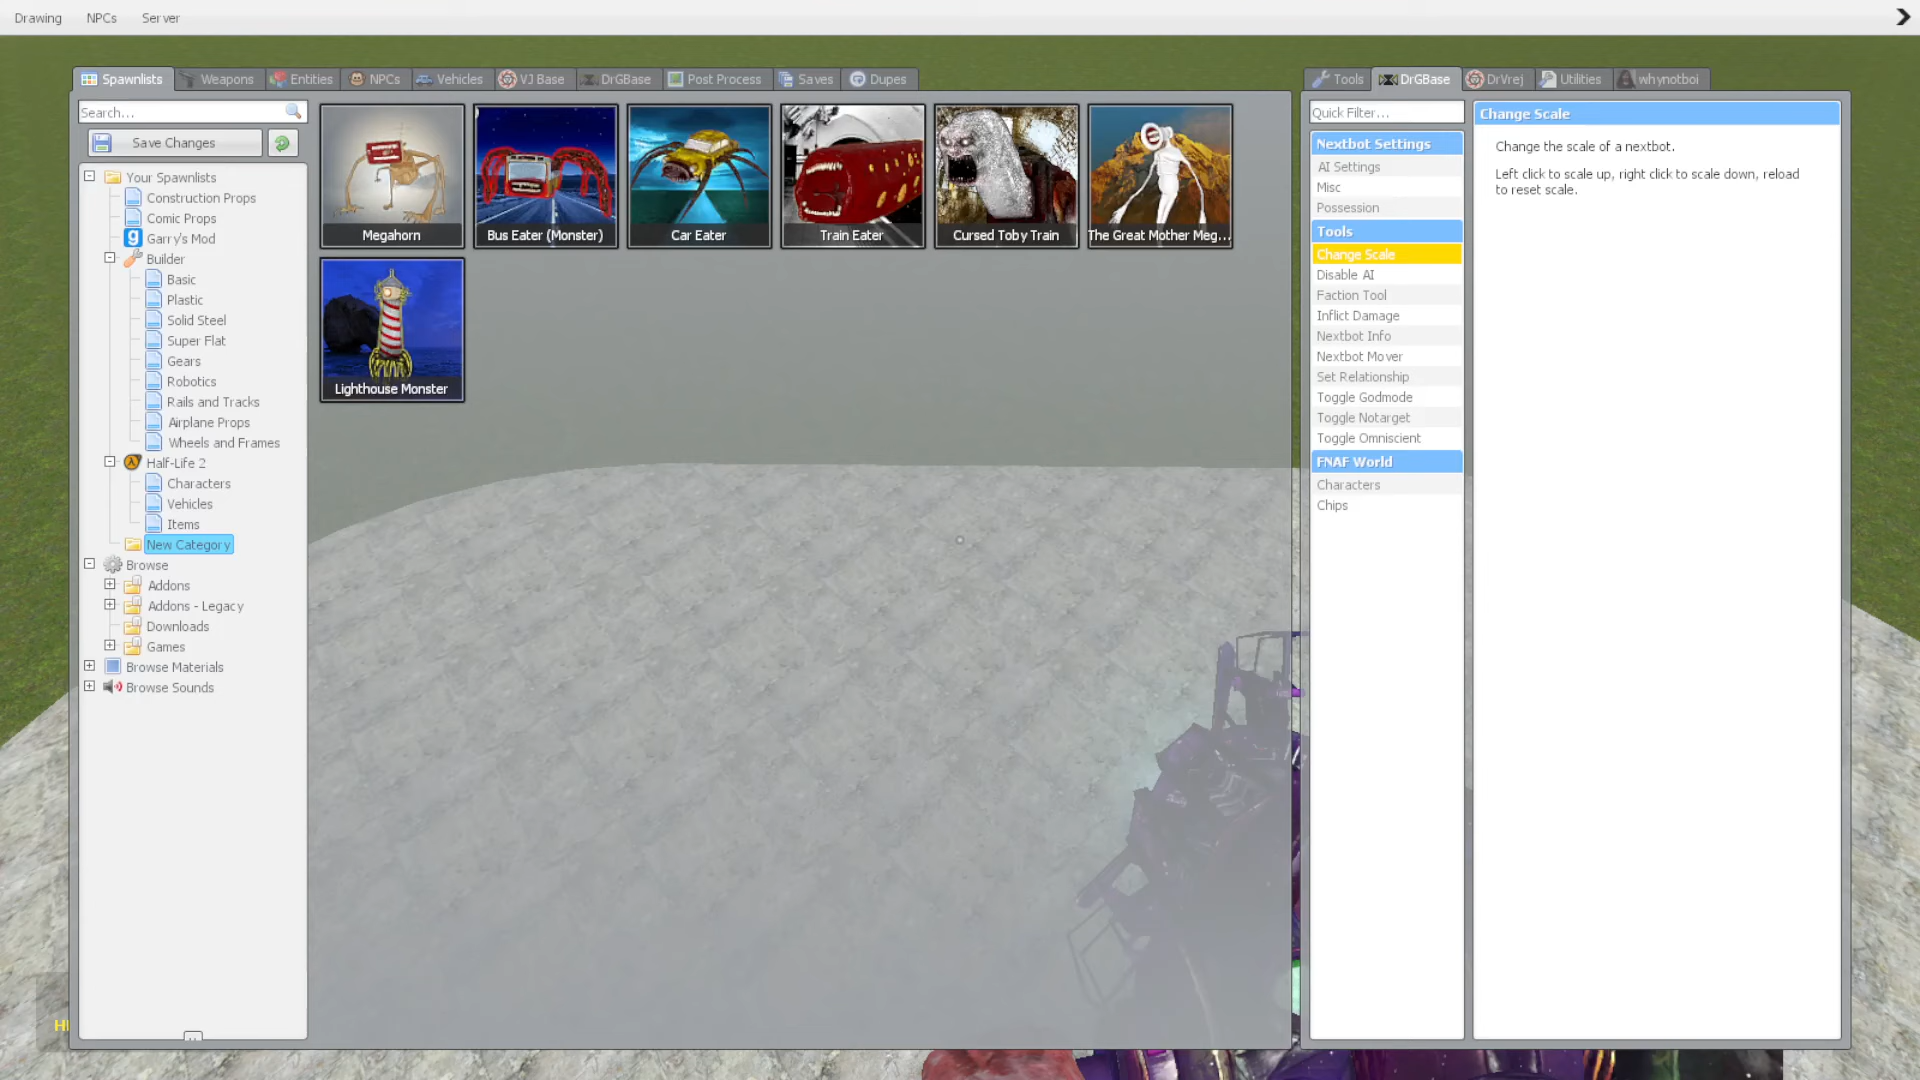 Drawing NPCs Server
Spawnlists Weapons Entities NPCs Vehicles VJ Base DrGBase Post Process Saves Dupes
Search...
Save Changes
Your Spawnlists
Construction Props
Comic Props
Garry's Mod
Builder
Basic
Plastic
Solid Steel
Super Flat
Gears
Robotics
Rails and Tracks
Airplane Props
Wheels and Frames
Half-Life 2
Characters
Vehicles
Items
New Category
Browse
Addons
Addons - Legacy
Downloads
Games
Browse Materials
Browse Sounds
Megahorn
Bus Eater (Monster)
Car Eater
Train Eater
Cursed Toby Train
The Great Mother Meg...
Lighthouse Monster
Tools DrGBase DrVrej Utilities whynotboi
Quick Filter...
Nextbot Settings
AI Settings
Misc
Possession
Tools
Change Scale
Disable AI
Faction Tool
Inflict Damage
Nextbot Info
Nextbot Mover
Set Relationship
Toggle Godmode
Toggle Notarget
Toggle Omniscient
FNAF World
Characters
Chips
Change Scale
Change the scale of a nextbot.
Left click to scale up, right click to scale down, reload
to reset scale.